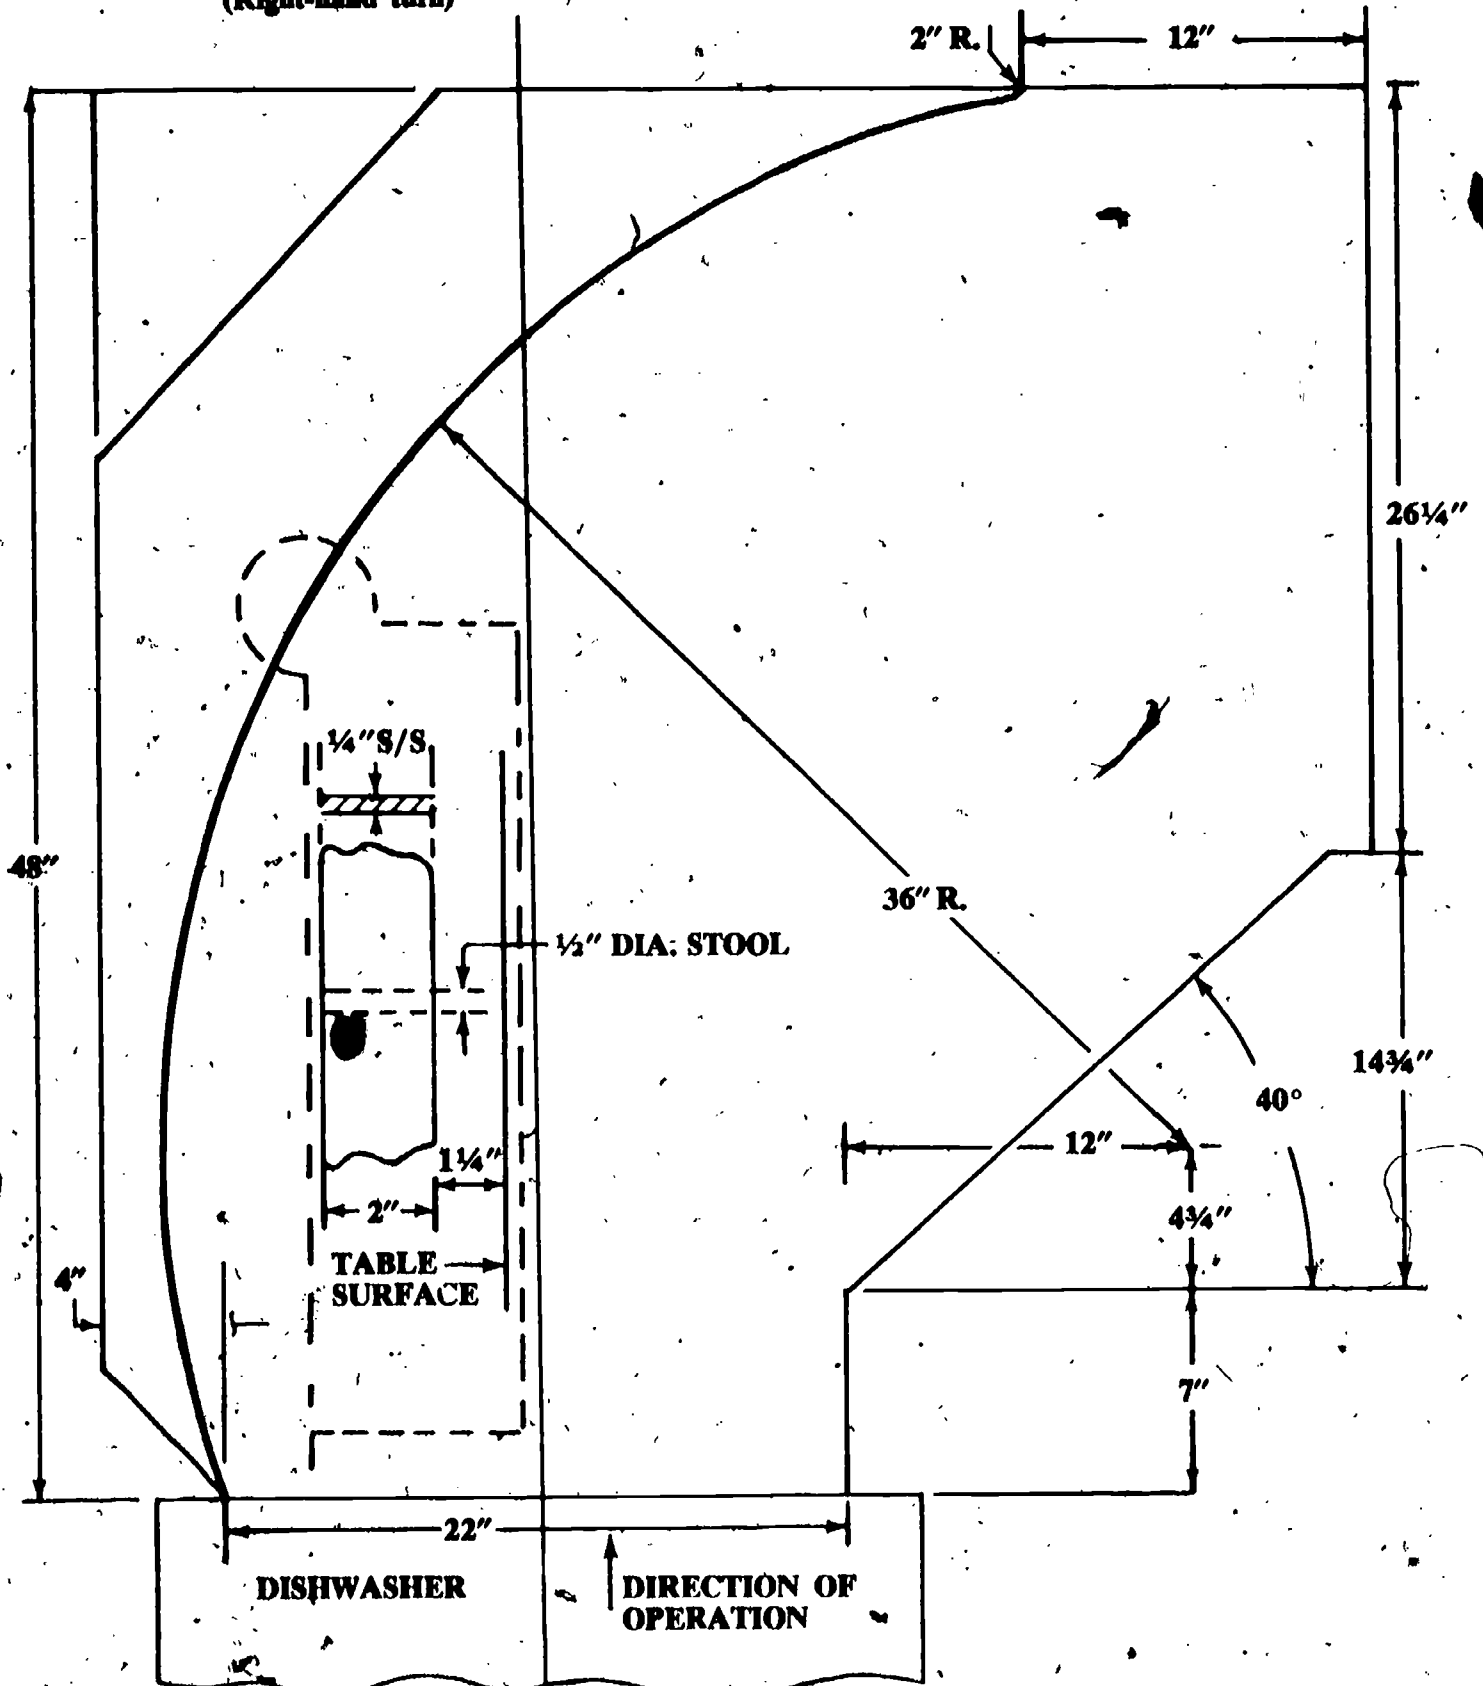 (Right-hand turn)
2" R.
12"
26¼"
48"
¼" S/S
36" R.
½" DIA. STOOL
14¾"
40°
12"
1¼"
2"
4¾"
TABLE
SURFACE
4"
7"
22"
DISHWASHER
DIRECTION OF
OPERATION